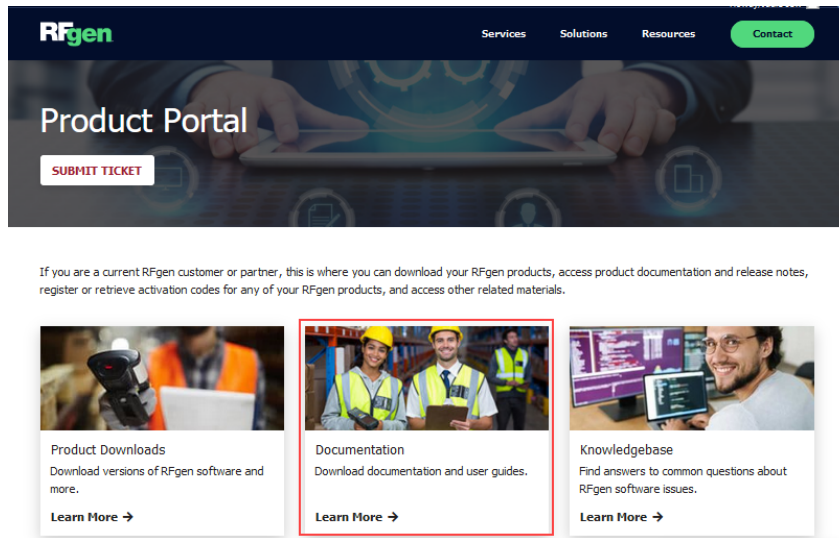 RFgen
Services
Solutions
Resources
Contact
Product Portal
SUBMIT TICKET
If you are a current RFgen customer or partner, this is where you can download your RFgen products, access product documentation and release notes,
register or retrieve activation codes for any of your RFgen products, and access other related materials.
Product Downloads
Download versions of RFgen software and
more.
Learn More →
Documentation
Download documentation and user guides.
Learn More →
Knowledgebase
Find answers to common questions about
RFgen software issues.
Learn More →